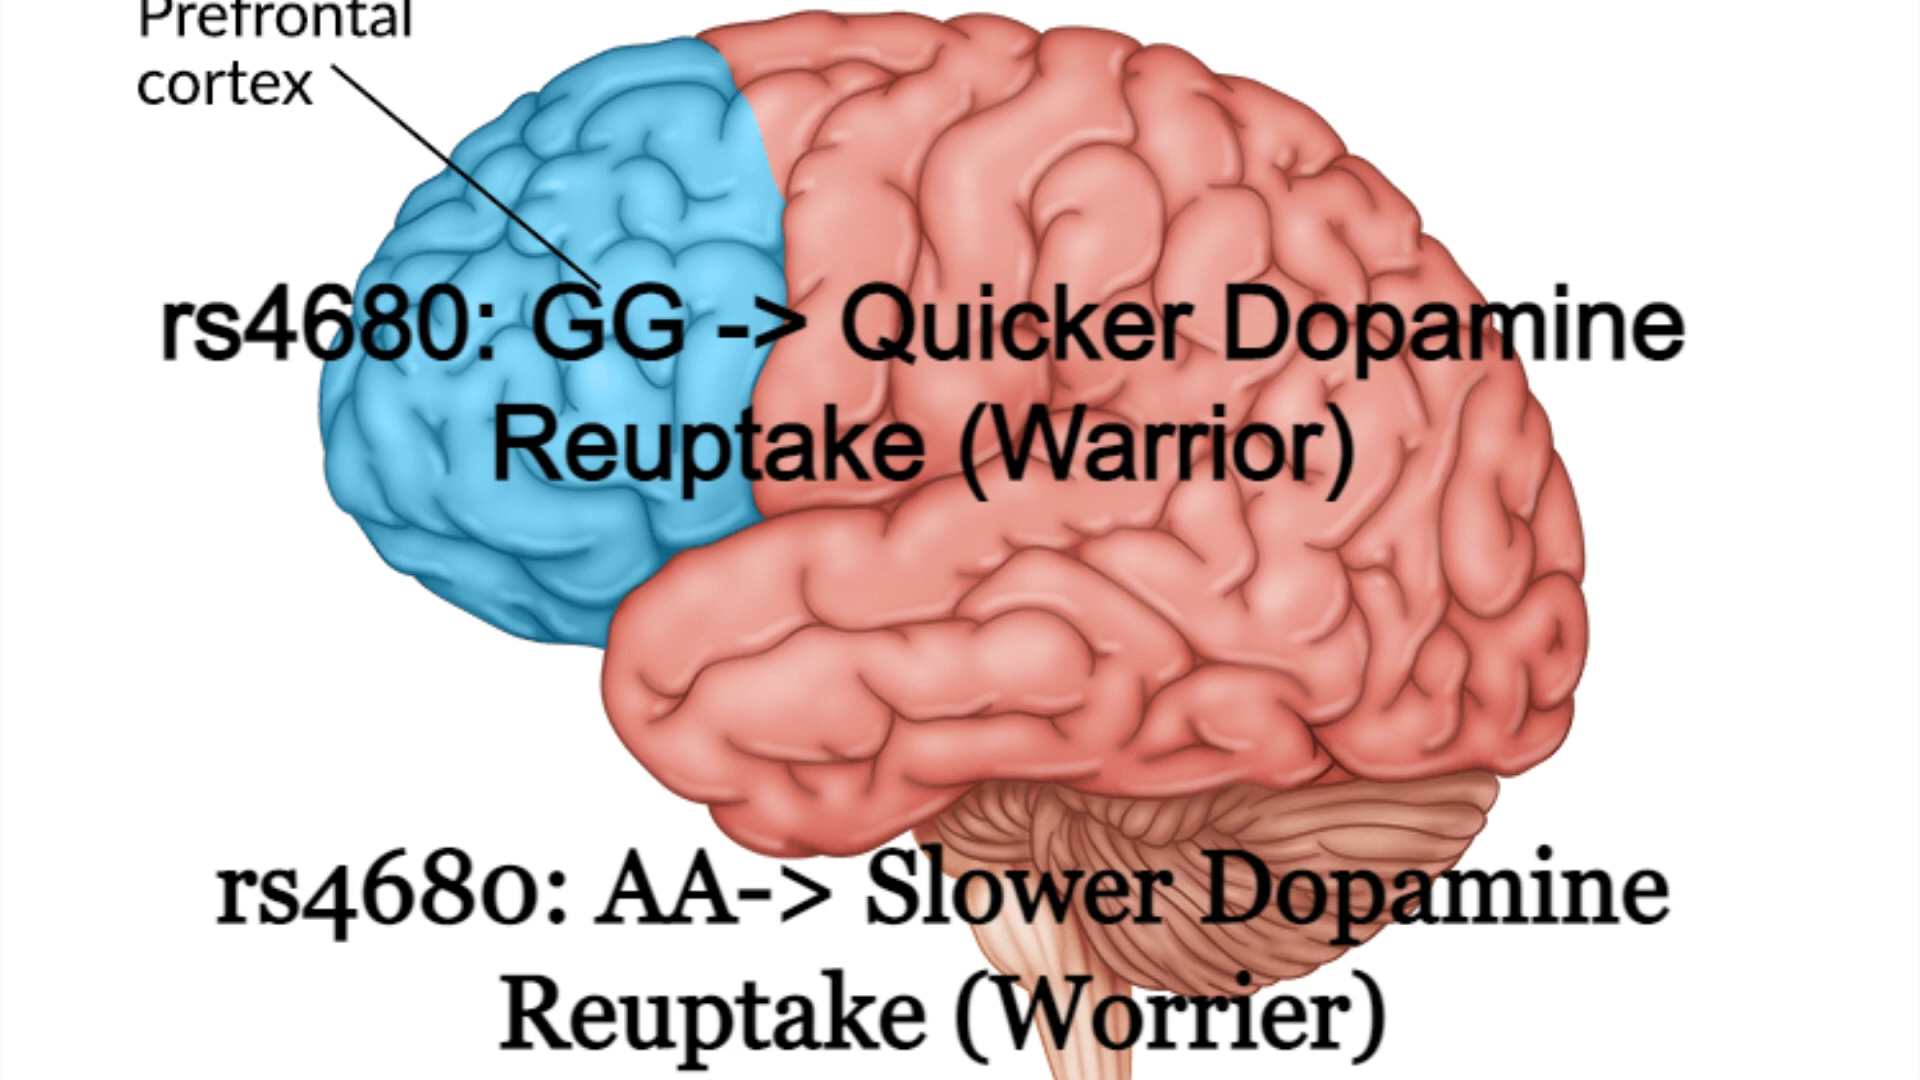 Prefrontal
cortex
rs4680: GG -> Quicker Dopamine
Reuptake (Warrior)
rs4680: AA-> Slower Dopamine
Reuptake (Worrier)